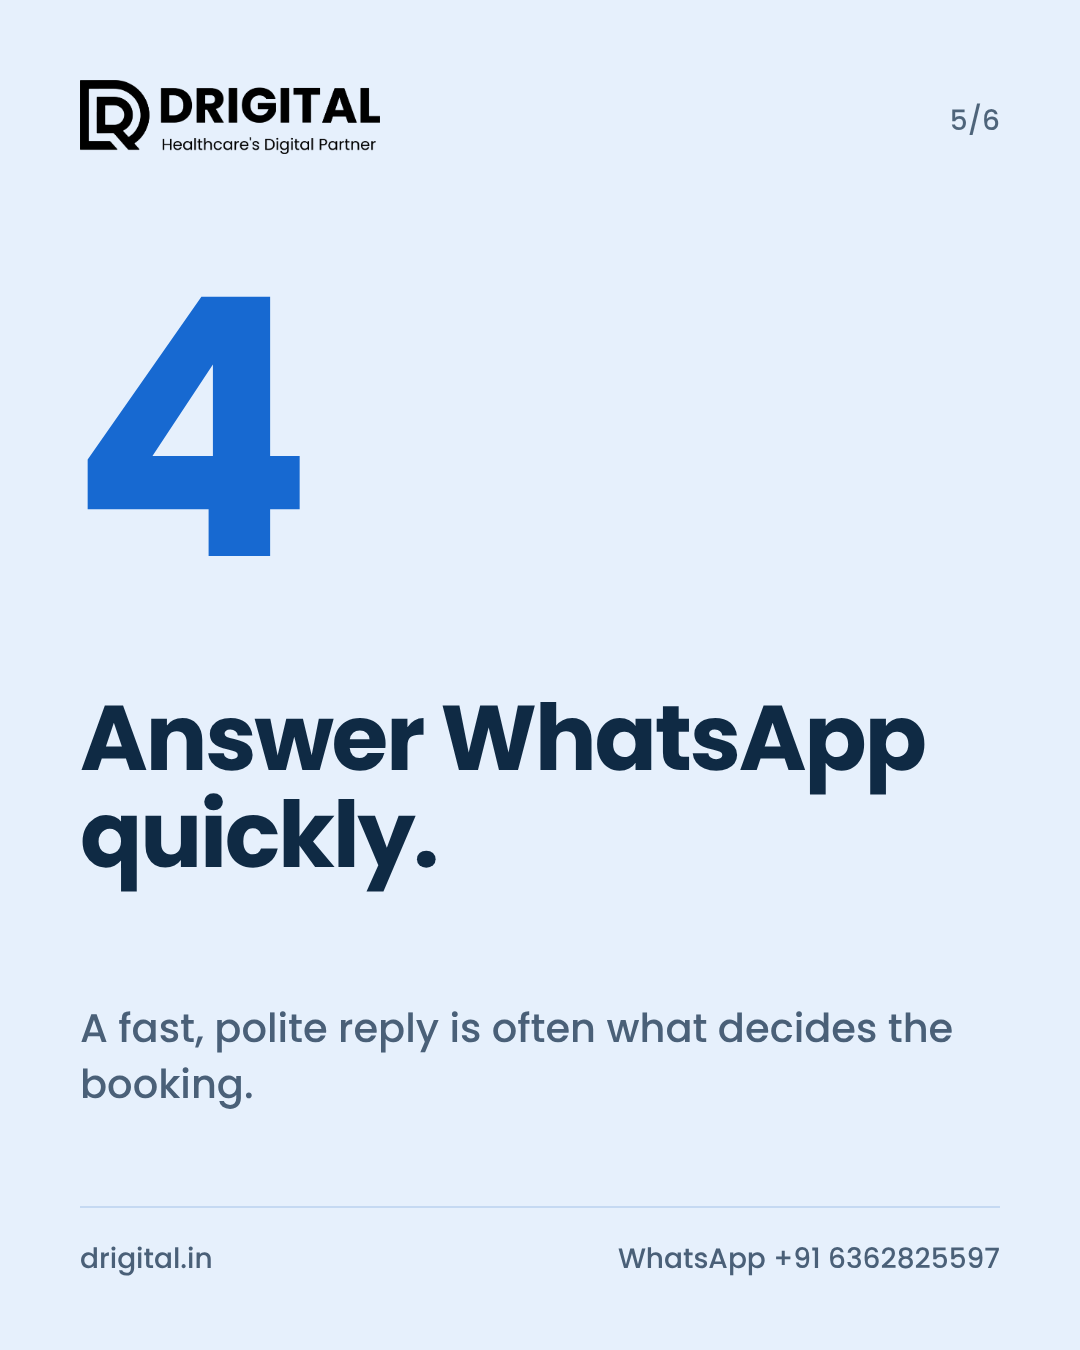 DRIGITAL
Healthcare's Digital Partner
5/6
4
Answer WhatsApp
quickly.
A fast, polite reply is often what decides the
booking.
drigital.in
WhatsApp +91 6362825597